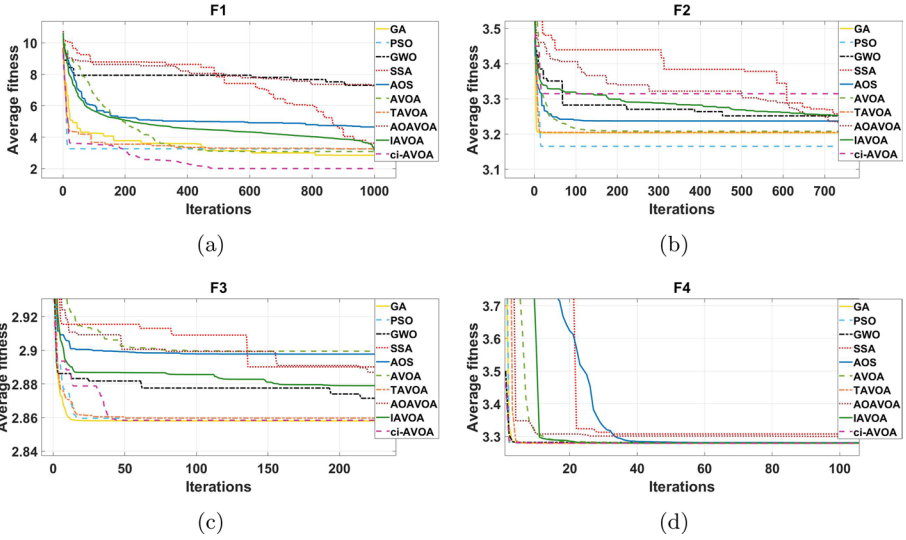 F1
Average fitness
10
8
6
4
2
0 200 400 600 800 1000
Iterations
GA
PSO
GWO
SSA
AOS
AVOA
TAVOA
AOAVOA
IAVOA
ci-AVOA
(a)
F2
Average fitness
3.5
3.4
3.3
3.2
3.1
0 100 200 300 400 500 600 700
Iterations
GA
PSO
GWO
SSA
AOS
AVOA
TAVOA
AOAVOA
IAVOA
ci-AVOA
(b)
F3
Average fitness
2.92
2.9
2.88
2.86
2.84
0 50 100 150 200
Iterations
GA
PSO
GWO
SSA
AOS
AVOA
TAVOA
AOAVOA
IAVOA
ci-AVOA
(c)
F4
Average fitness
3.7
3.6
3.5
3.4
3.3
20 40 60 80 100
Iterations
GA
PSO
GWO
SSA
AOS
AVOA
TAVOA
AOAVOA
IAVOA
ci-AVOA
(d)